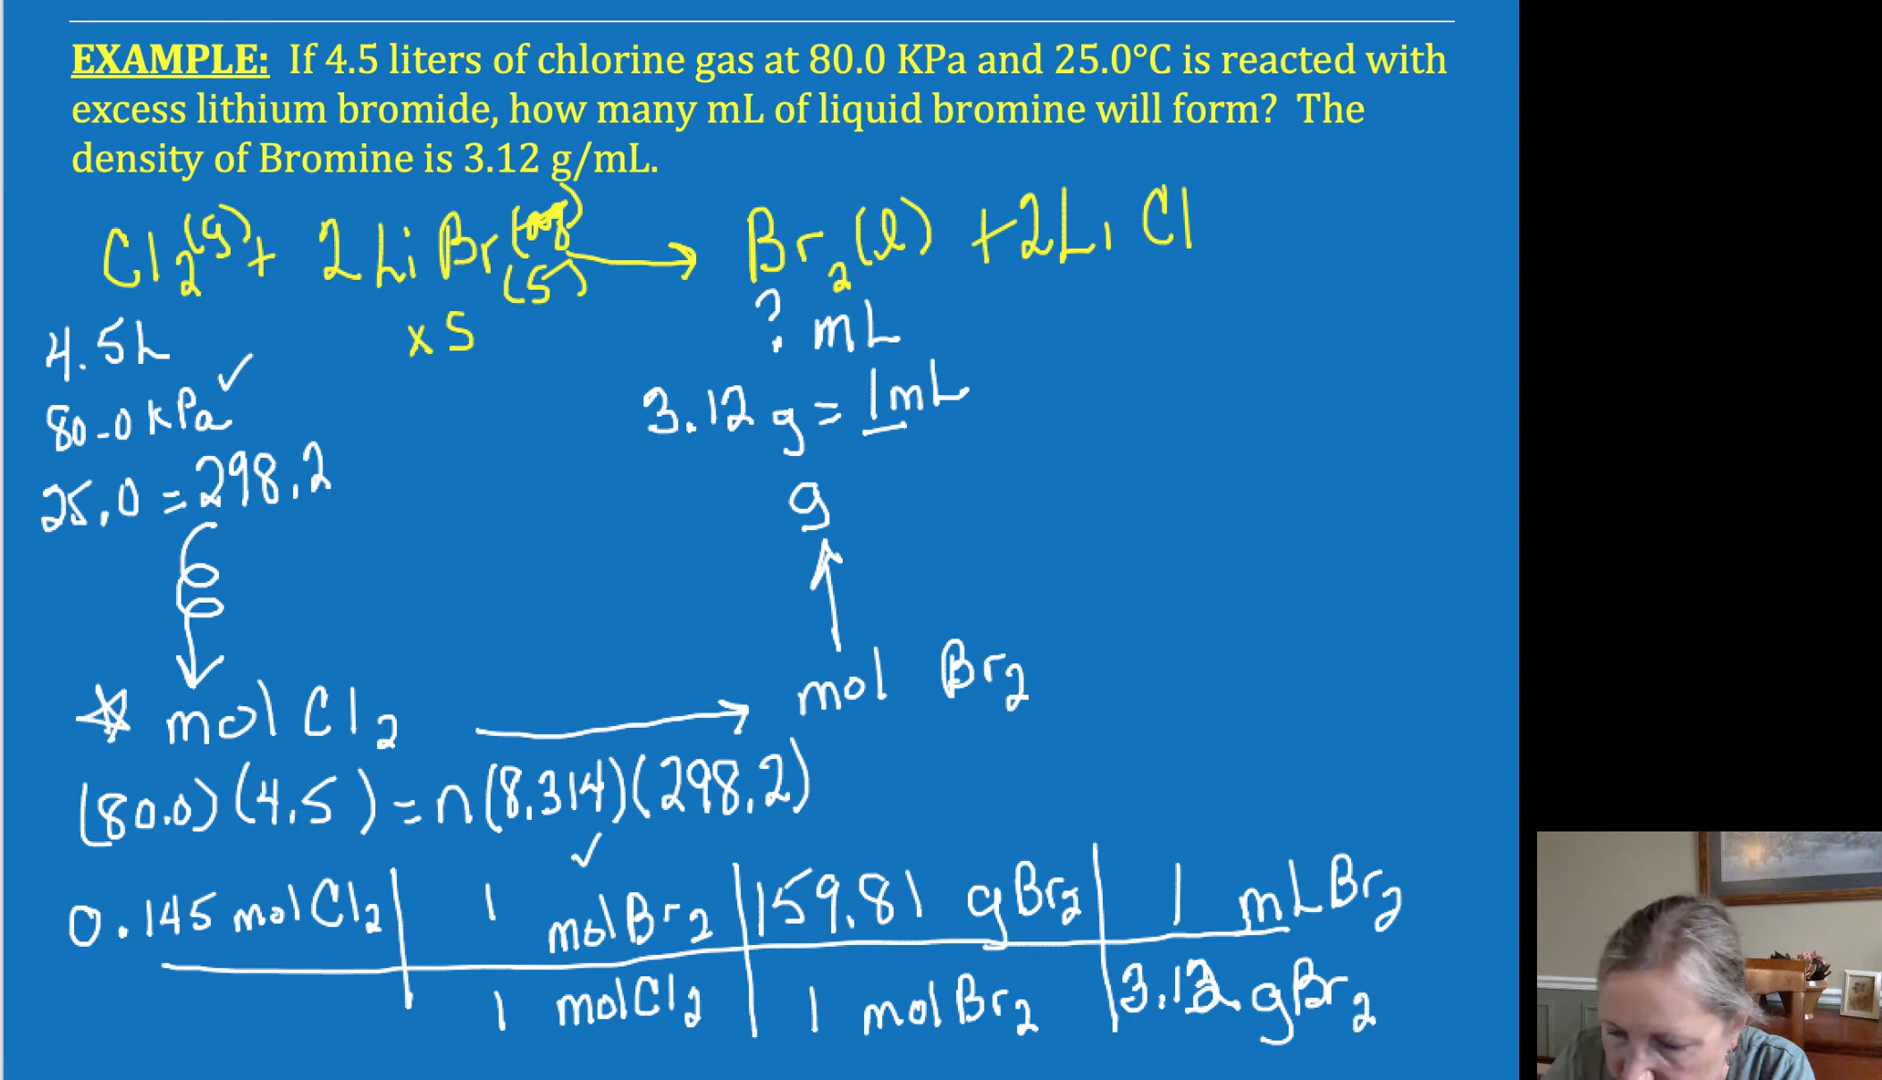 EXAMPLE: If 4.5 liters of chlorine gas at 80.0 KPa and 25.0°C is reacted with
excess lithium bromide, how many mL of liquid bromine will form? The
density of Bromine is 3.12 g/mL.
Cl2(g) + 2LiBr (s) → Br2(l) + 2LiCl
xS
4.5L
? mL
80.0 kPa ✓
3.12 g = 1mL
25.0 = 298.2
g
☆ mol Cl2 → mol Br2
(80.0)(4.5) = n(8.314)(298.2)
✓
0.145 mol Cl2 | 1 mol Br2 | 159.81 g Br2 | 1 mL Br2
1 mol Cl2 | 1 mol Br2 | 3.12 g Br2